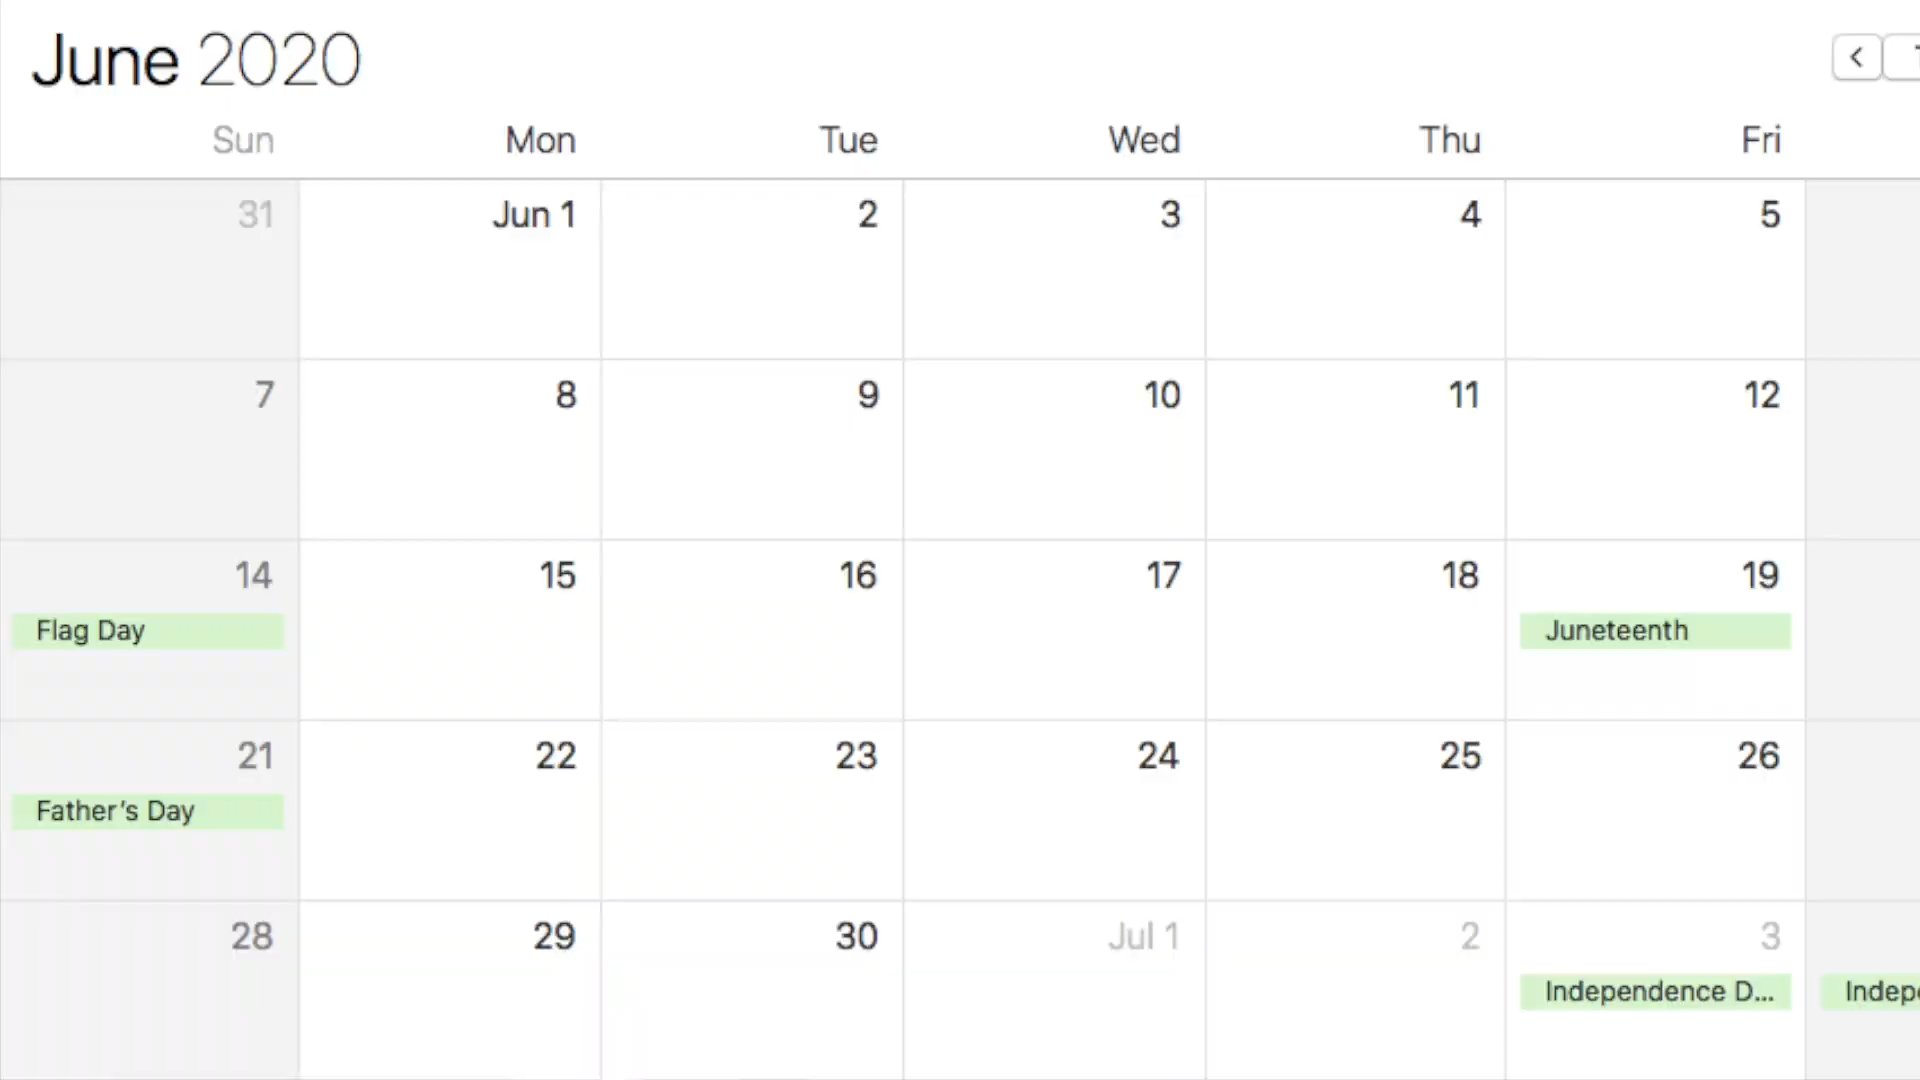 June 2020
Sun Mon Tue Wed Thu Fri
31 Jun 1 2 3 4 5
7 8 9 10 11 12
14 15 16 17 18 19
Flag Day Juneteenth
21 22 23 24 25 26
Father's Day
28 29 30 Jul 1 2 3
Independence D... Indep